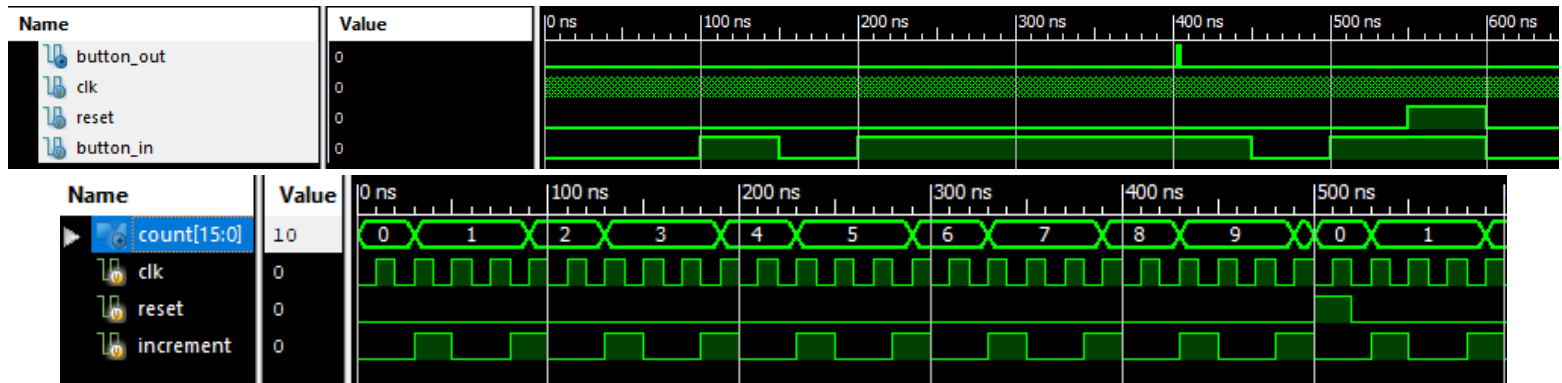 Name Value 0 ns 100 ns 200 ns 300 ns 400 ns 500 ns 600 ns
button_out 0
clk 0
reset 0
button_in 0
Name Value 0 ns 100 ns 200 ns 300 ns 400 ns 500 ns
count[15:0] 10 0 1 2 3 4 5 6 7 8 9 0 1
clk 0
reset 0
increment 0